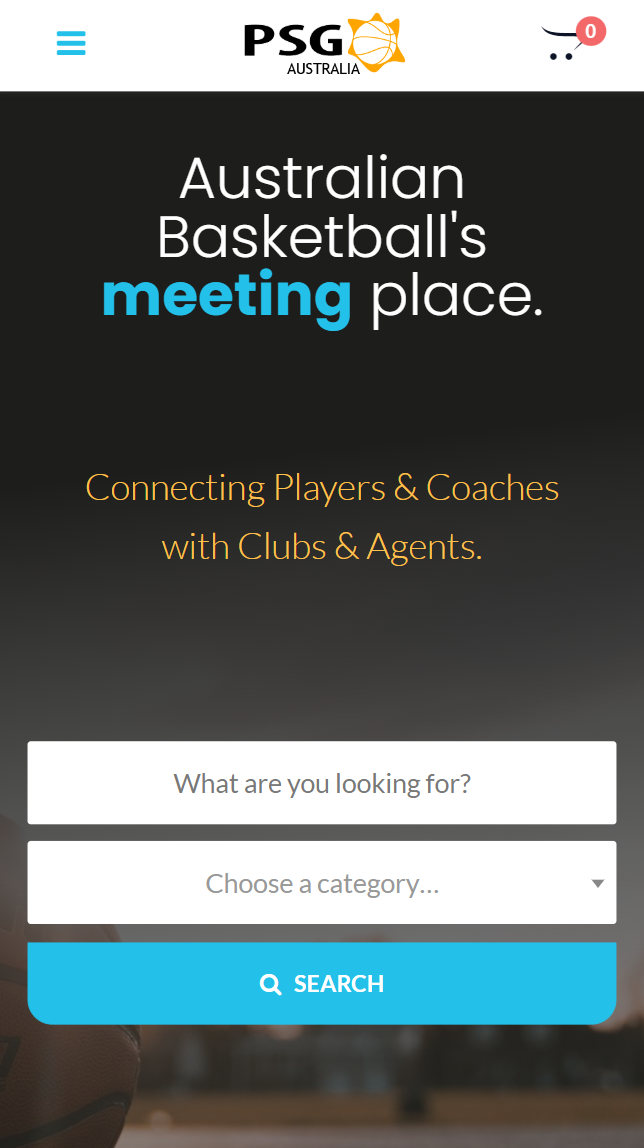 PSG
AUSTRALIA
0
Australian
Basketball's
meeting place.
Connecting Players & Coaches
with Clubs & Agents.
What are you looking for?
Choose a category...
SEARCH